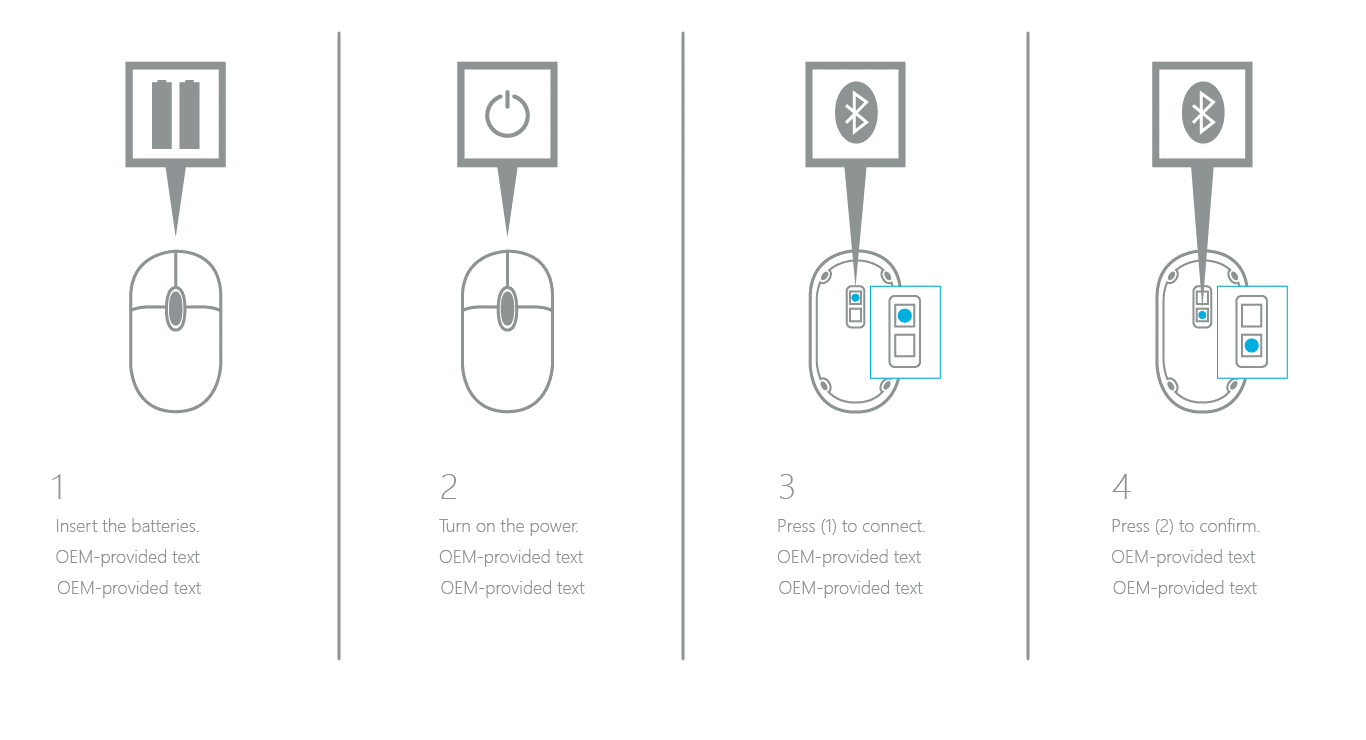 1
Insert the batteries.
OEM-provided text
OEM-provided text
2
Turn on the power.
OEM-provided text
OEM-provided text
3
Press (1) to connect.
OEM-provided text
OEM-provided text
4
Press (2) to confirm.
OEM-provided text
OEM-provided text